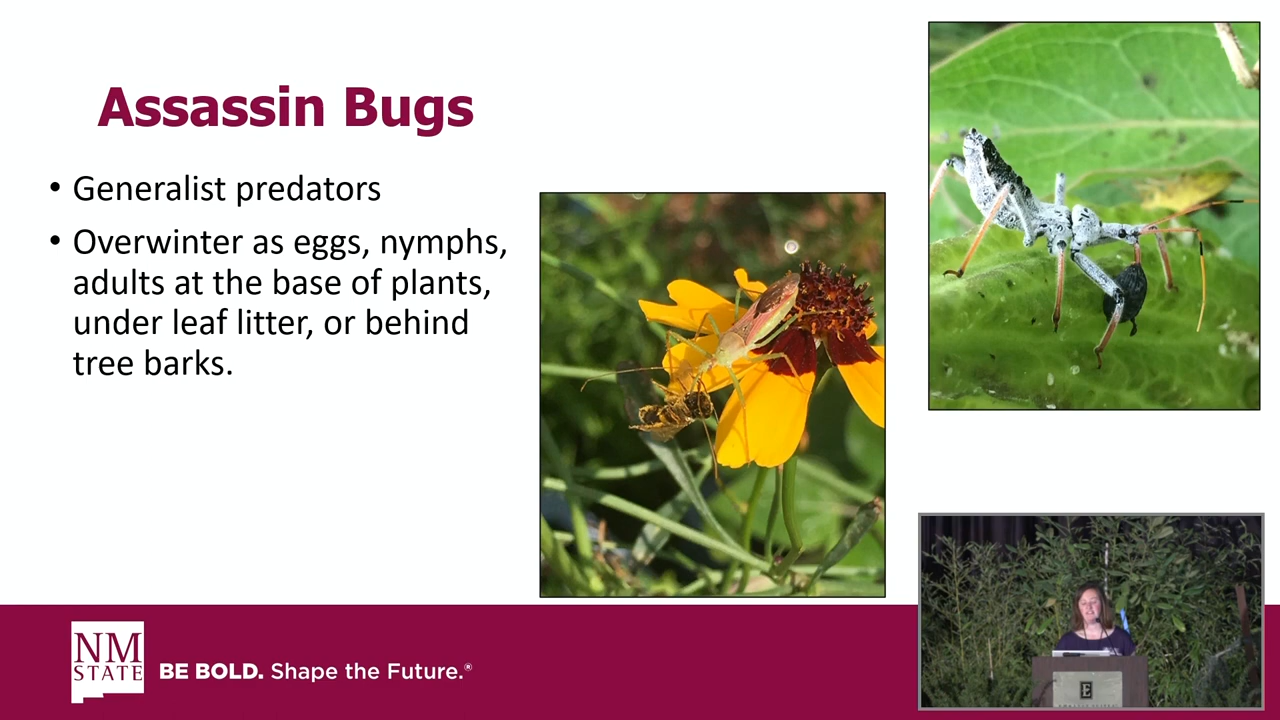 Assassin Bugs
• Generalist predators
• Overwinter as eggs, nymphs,
adults at the base of plants,
under leaf litter, or behind
tree barks.
NM
STATE
BE BOLD. Shape the Future.®
E